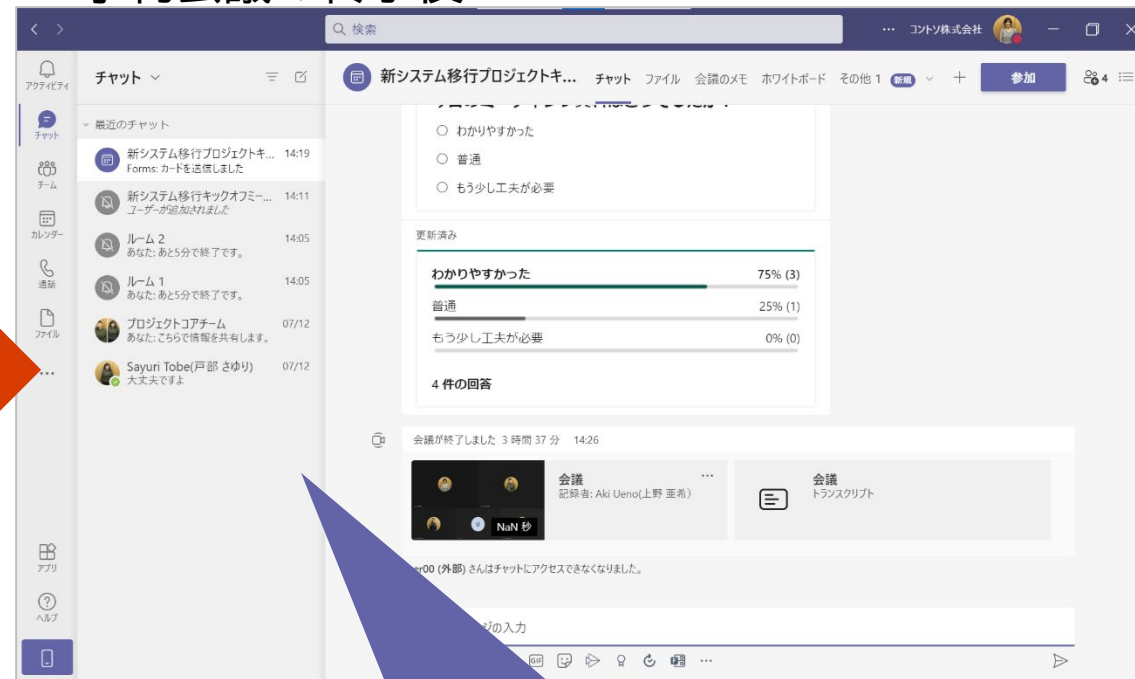 検索
… コントソ株式会社
アクティビティ
チャット
チーム
カレンダー
通話
ファイル
アプリ
ヘルプ
チャット
最近のチャット
新システム移行プロジェクトキ... 14:19
Forms: カードを送信しました
新システム移行キックオフミー... 14:11
ユーザーが追加されました
ルーム 2 14:05
あなた: あと5分で終了です。
ルーム 1 14:05
あなた: あと5分で終了です。
プロジェクトコアチーム 07/12
あなた: こちらで情報を共有します。
Sayuri Tobe(戸部 さゆり) 07/12
大丈夫ですよ
新システム移行プロジェクトキ... チャット ファイル 会議のメモ ホワイトボード その他 1 新規 参加 4
わかりやすかった
普通
もう少し工夫が必要
更新済み
わかりやすかった 75% (3)
普通 25% (1)
もう少し工夫が必要 0% (0)
4 件の回答
会議が終了しました 3 時間 37 分 14:26
NaN 秒
会議
記録者: Aki Ueno(上野 亜希)
会議
トランスクリプト
er00 (外部) さんはチャットにアクセスできなくなりました。
ジの入力
GIF